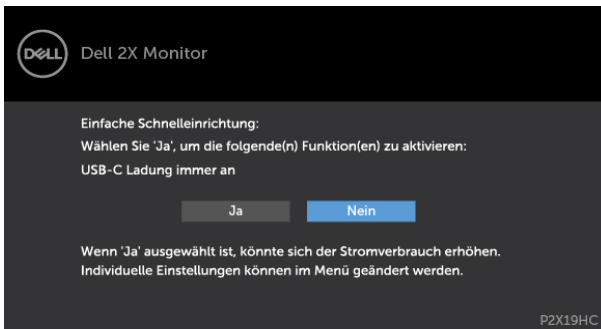 DELL
Dell 2X Monitor
Einfache Schnelleinrichtung:
Wählen Sie 'Ja', um die folgende(n) Funktion(en) zu aktivieren:
USB-C Ladung immer an
Ja
Nein
Wenn 'Ja' ausgewählt ist, könnte sich der Stromverbrauch erhöhen.
Individuelle Einstellungen können im Menü geändert werden.
P2X19HC